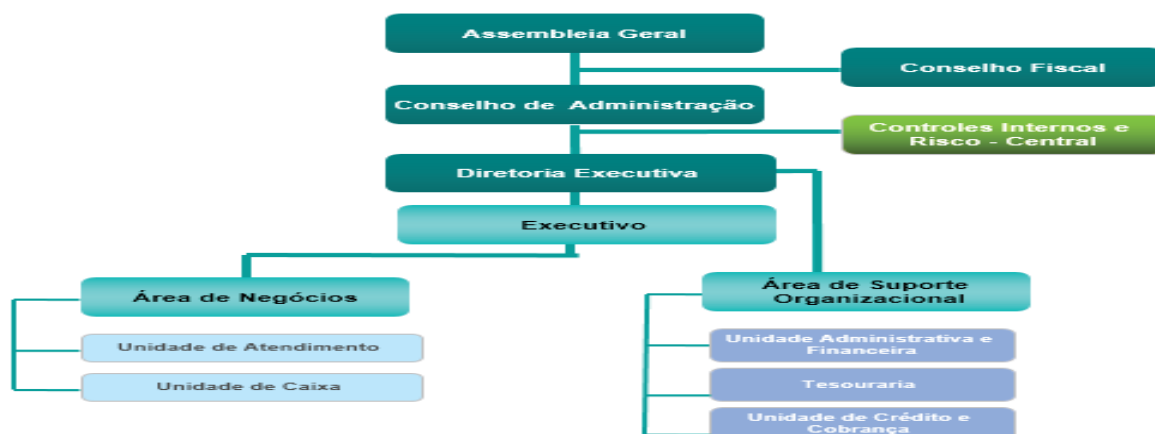 Assembleia Geral
Conselho Fiscal
Conselho de Administração
Controles Internos e
Risco - Central
Diretoria Executiva
Executivo
Área de Negócios
Unidade de Atendimento
Unidade de Caixa
Área de Suporte
Organizacional
Unidade Administrativa e
Financeira
Tesouraria
Unidade de Crédito e
Cobrança